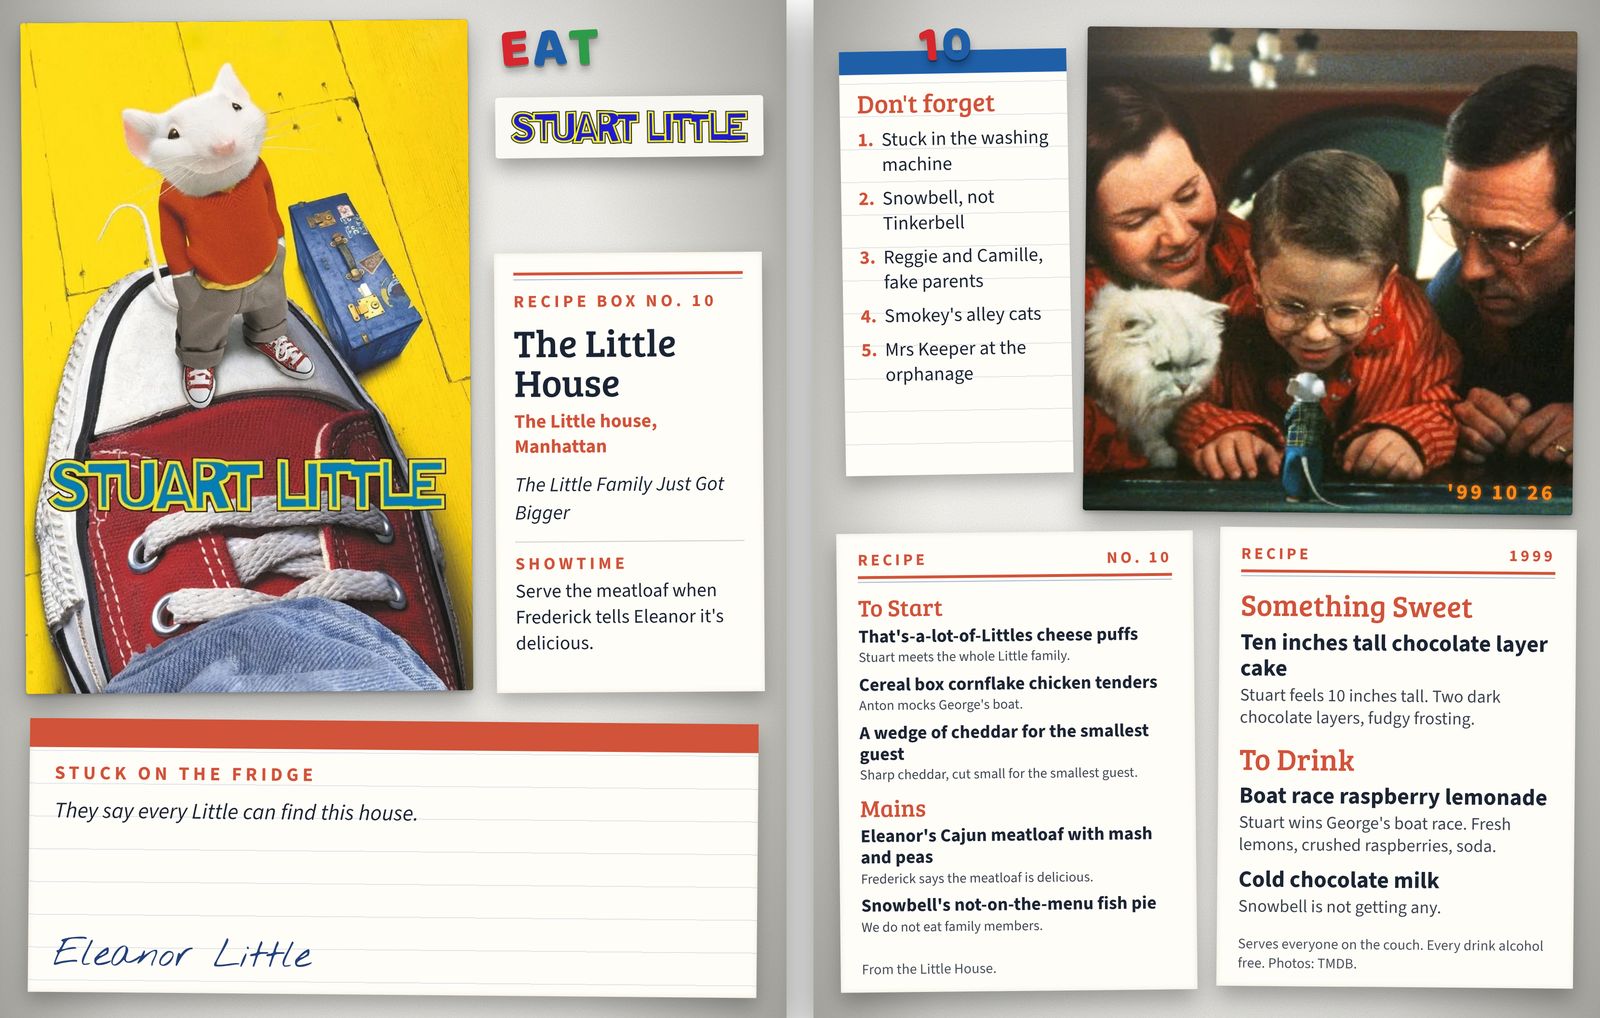 EAT
STUART LITTLE
STUART LITTLE
RECIPE BOX NO. 10
The Little
House
The Little house,
Manhattan
The Little Family Just Got
Bigger
SHOWTIME
Serve the meatloaf when
Frederick tells Eleanor it's
delicious.
STUCK ON THE FRIDGE
They say every Little can find this house.
Eleanor Little
10
Don't forget
1. Stuck in the washing
machine
2. Snowbell, not
Tinkerbell
3. Reggie and Camille,
fake parents
4. Smokey's alley cats
5. Mrs Keeper at the
orphanage
'99 10 26
RECIPE NO. 10
To Start
That's-a-lot-of-Littles cheese puffs
Stuart meets the whole Little family.
Cereal box cornflake chicken tenders
Anton mocks George's boat.
A wedge of cheddar for the smallest
guest
Sharp cheddar, cut small for the smallest guest.
Mains
Eleanor's Cajun meatloaf with mash
and peas
Frederick says the meatloaf is delicious.
Snowbell's not-on-the-menu fish pie
We do not eat family members.
From the Little House.
RECIPE 1999
Something Sweet
Ten inches tall chocolate layer
cake
Stuart feels 10 inches tall. Two dark
chocolate layers, fudgy frosting.
To Drink
Boat race raspberry lemonade
Stuart wins George's boat race. Fresh
lemons, crushed raspberries, soda.
Cold chocolate milk
Snowbell is not getting any.
Serves everyone on the couch. Every drink alcohol
free. Photos: TMDB.